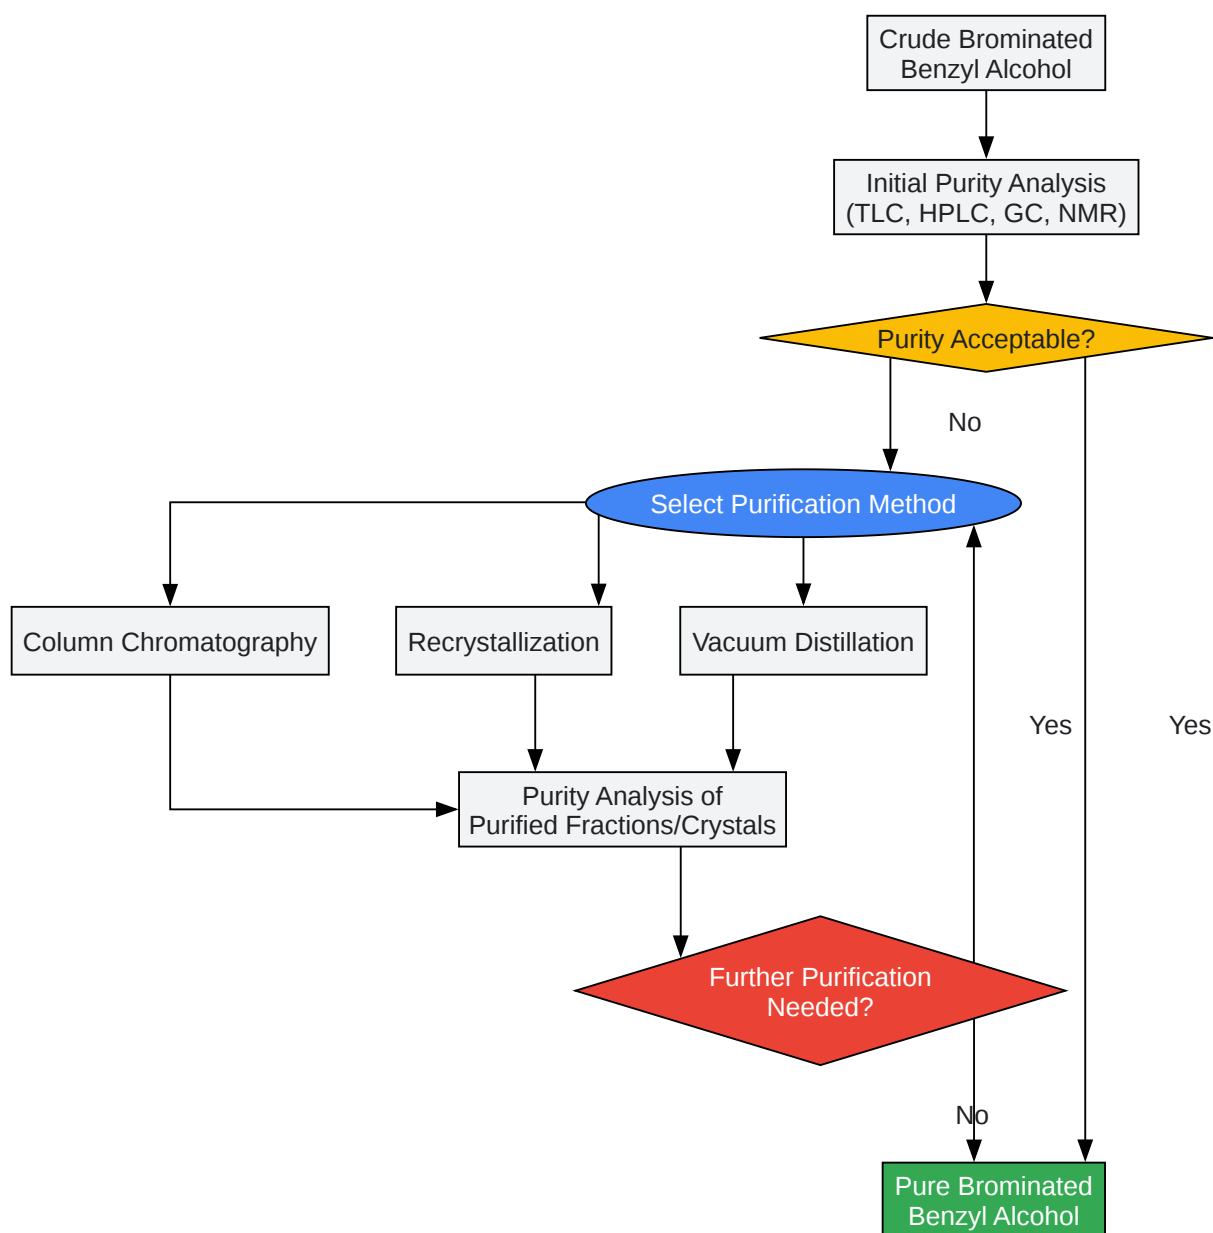 Crude Brominated
Benzyl Alcohol
Initial Purity Analysis
(TLC, HPLC, GC, NMR)
Purity Acceptable?
No
Select Purification Method
Column Chromatography
Recrystallization
Vacuum Distillation
Yes
Yes
Purity Analysis of
Purified Fractions/Crystals
Further Purification
Needed?
No
Pure Brominated
Benzyl Alcohol